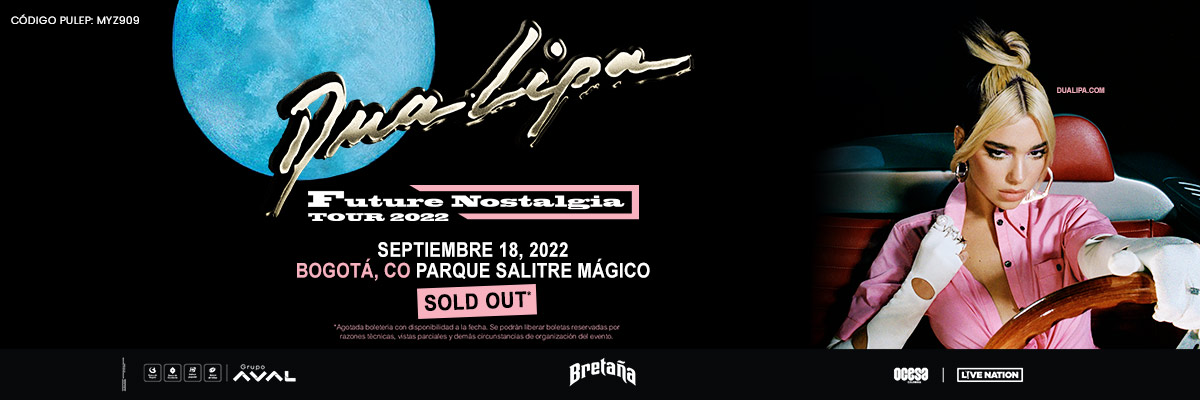 CÓDIGO PULEP: MYZ909
Dua Lipa
DUALIPA.COM
Future Nostalgia
TOUR 2022
SEPTIEMBRE 18, 2022
BOGOTÁ, CO PARQUE SALITRE MÁGICO
SOLD OUT*
*Agotada boletería con disponibilidad a la fecha. Se podrán liberar boletas reservadas por
razones técnicas, vistas parciales y demás circunstancias de organización del evento.
Grupo
AVAL
Bretaña
ocesa
COLOMBIA
LIVE NATION